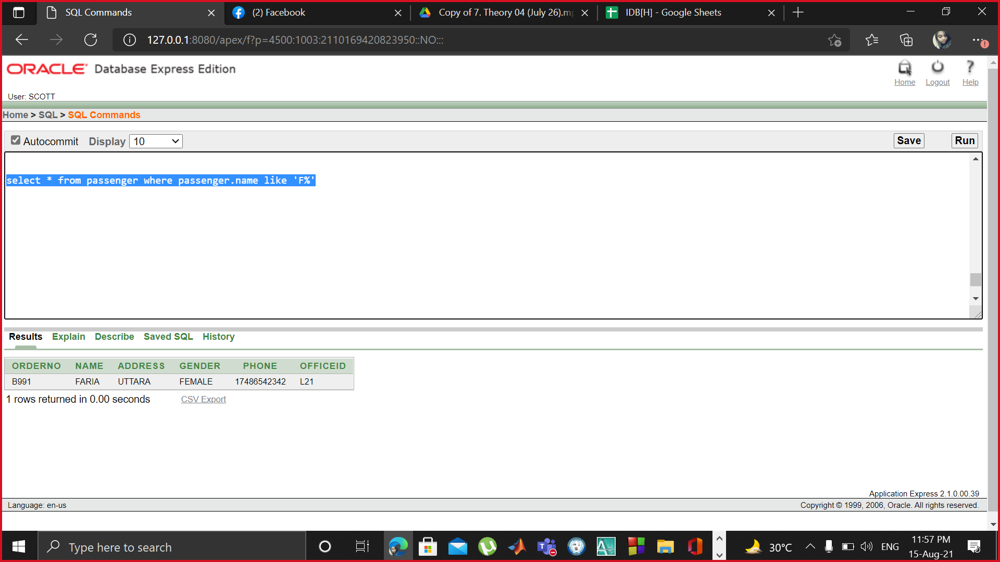 SQL Commands
(2) Facebook
Copy of 7. Theory 04 (July 26).mp
IDB[H] - Google Sheets
127.0.0.1:8080/apex/f?p=4500:1003:2110169420823950::NO:::
ORACLE Database Express Edition
Home Logout Help
User: SCOTT
Home > SQL > SQL Commands
Autocommit Display 10 Save Run
select * from passenger where passenger.name like 'F%'
Results Explain Describe Saved SQL History
ORDERNO NAME ADDRESS GENDER PHONE OFFICEID
B991 FARIA UTTARA FEMALE 17486542342 L21
1 rows returned in 0.00 seconds CSV Export
Application Express 2.1.0.00.39
Language: en-us Copyright © 1999, 2006, Oracle. All rights reserved.
Type here to search
30°C
ENG
11:57 PM
15-Aug-21